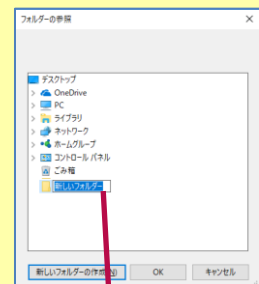 フォルダーの参照
デスクトップ
OneDrive
PC
ライブラリ
ネットワーク
ホームグループ
コントロール パネル
ごみ箱
新しいフォルダー
新しいフォルダーの作成(N)
OK
キャンセル